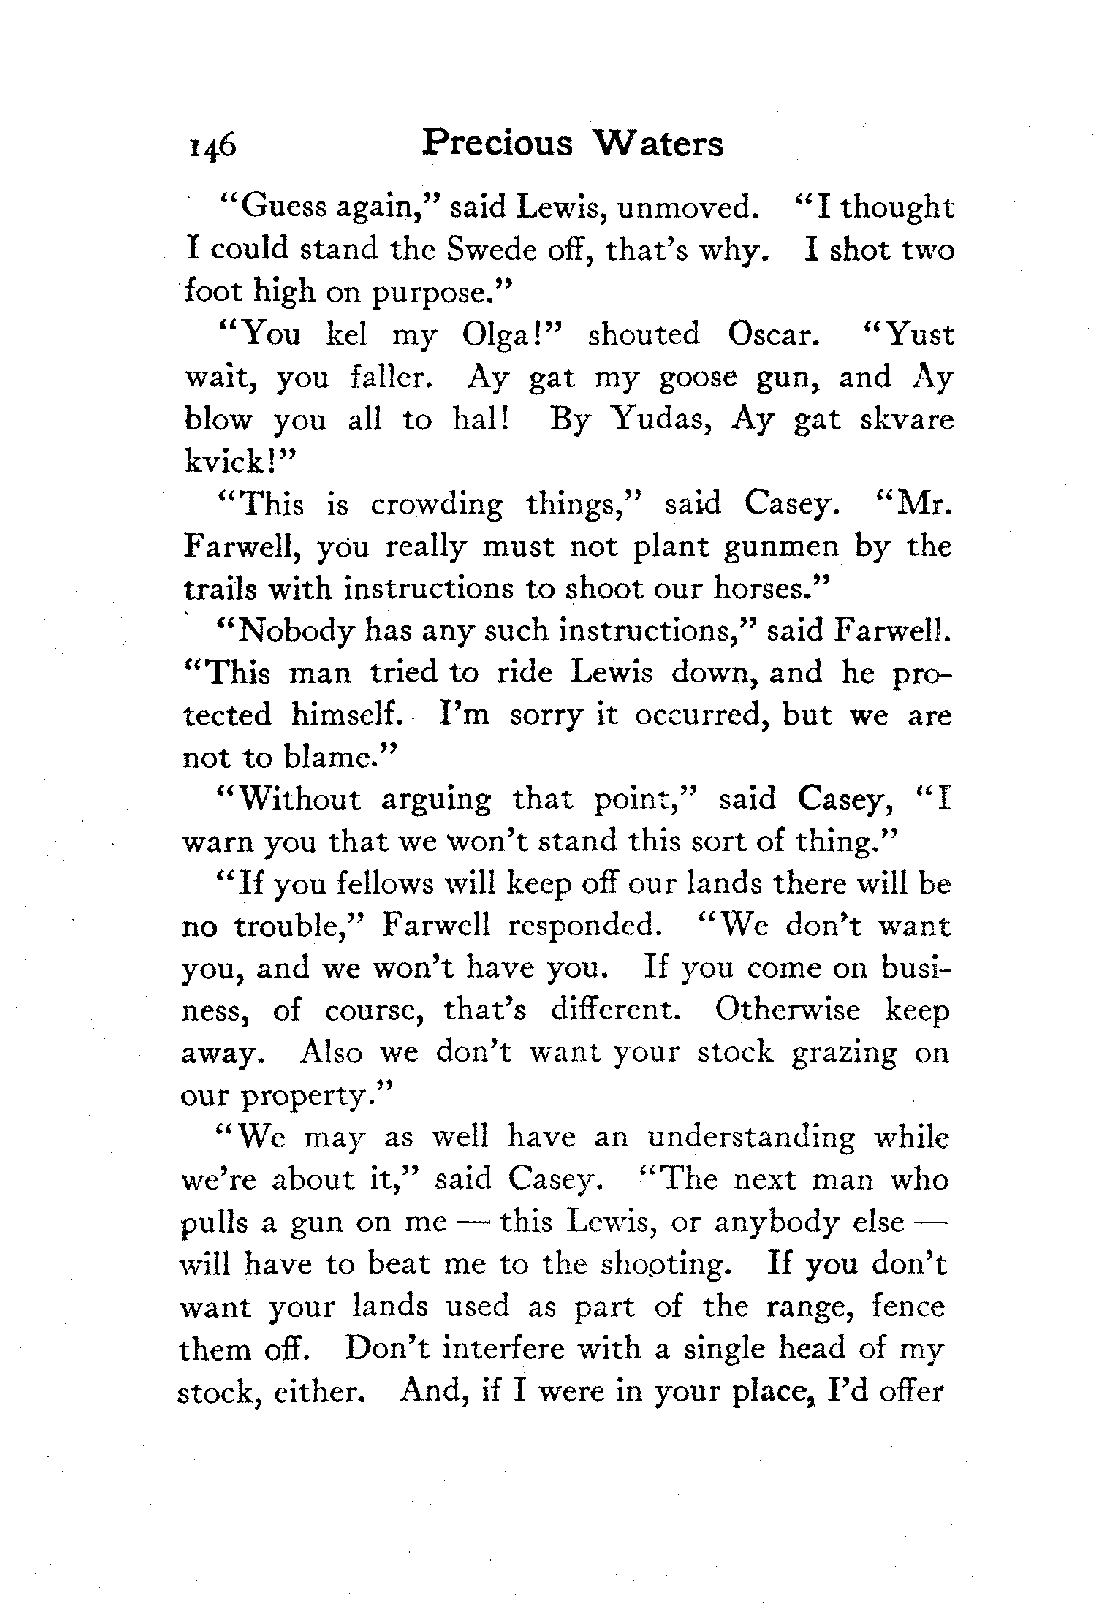 146 Precious Waters
“Guess again,” said Lewis, unmoved. “I thought
I could stand the Swede off, that’s why. I shot two
foot high on purpose.”
“You kel my Olga!” shouted Oscar. “Yust
wait, you faller. Ay gat my goose gun, and Ay
blow you all to hal! By Yudas, Ay gat skvare
kvick!”
“This is crowding things,” said Casey. “Mr.
Farwell, you really must not plant gunmen by the
trails with instructions to shoot our horses.”
“Nobody has any such instructions,” said Farwell.
“This man tried to ride Lewis down, and he pro-
tected himself. I’m sorry it occurred, but we are
not to blame.”
“Without arguing that point,” said Casey, “I
warn you that we won’t stand this sort of thing.”
“If you fellows will keep off our lands there will be
no trouble,” Farwell responded. “We don’t want
you, and we won’t have you. If you come on busi-
ness, of course, that’s different. Otherwise keep
away. Also we don’t want your stock grazing on
our property.”
“We may as well have an understanding while
we’re about it,” said Casey. “The next man who
pulls a gun on me — this Lewis, or anybody else —
will have to beat me to the shooting. If you don’t
want your lands used as part of the range, fence
them off. Don’t interfere with a single head of my
stock, either. And, if I were in your place, I’d offer